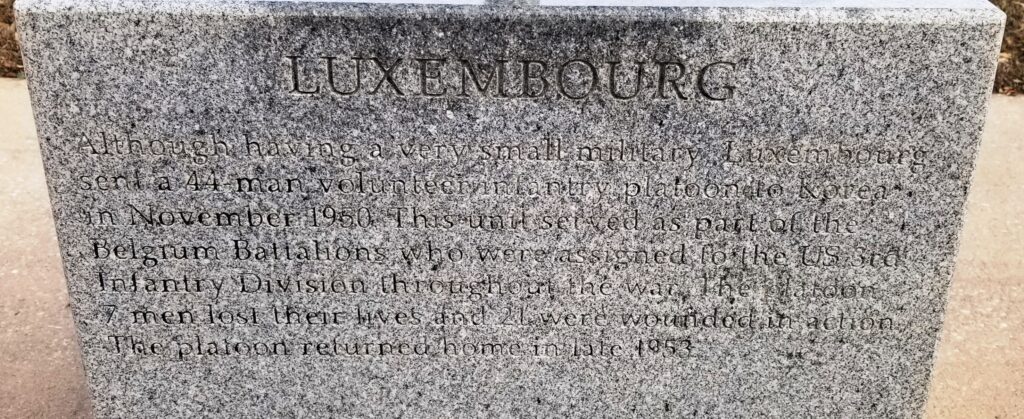 LUXEMBOURG
Although having a very small military, Luxembourg
sent a 44-man volunteer infantry platoon to Korea
in November 1950. This unit served as part of the
Belgium Battalions who were assigned to the US 3rd
Infantry Division throughout the war. The platoon
7 men lost their lives and 21 were wounded in action.
The platoon returned home in late 1953